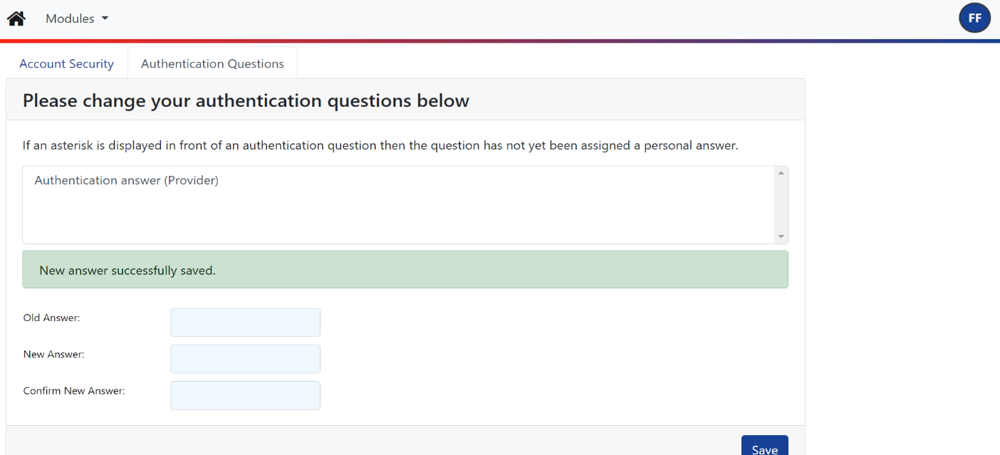 Modules
FF
Account Security
Authentication Questions
Please change your authentication questions below
If an asterisk is displayed in front of an authentication question then the question has not yet been assigned a personal answer.
Authentication answer (Provider)
New answer successfully saved.
Old Answer:
New Answer:
Confirm New Answer:
Save